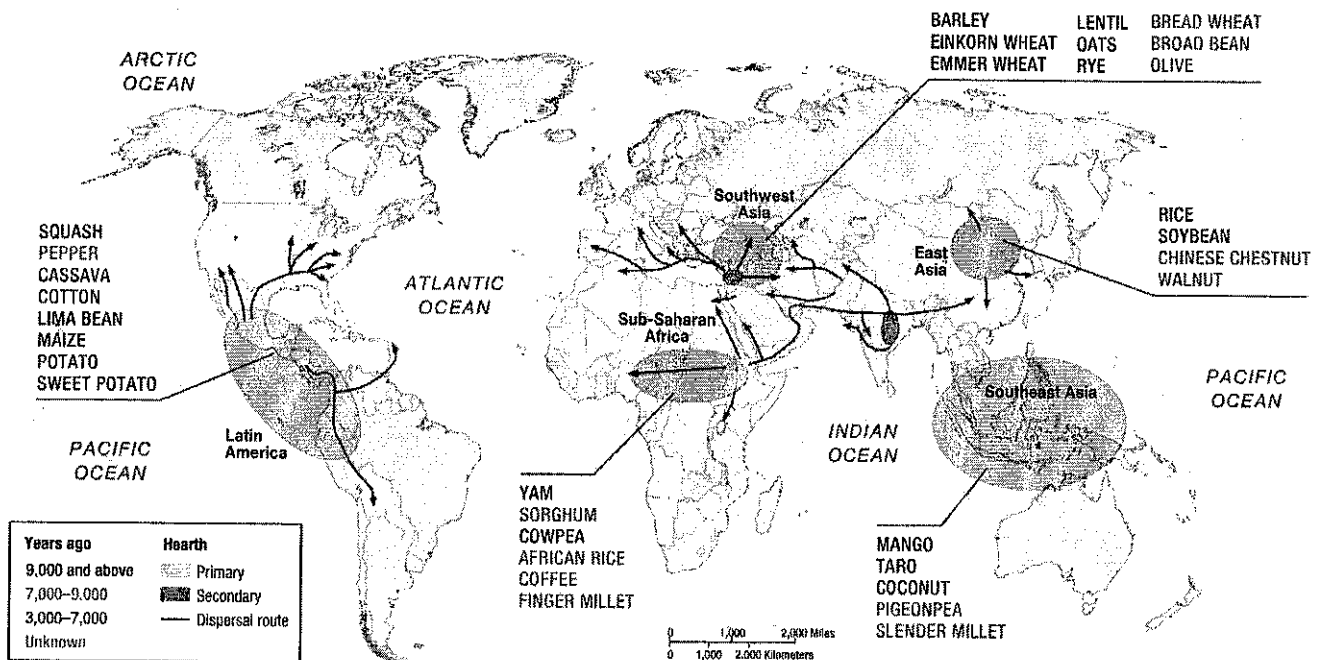 BARLEY LENTIL BREAD WHEAT
EINKORN WHEAT OATS BROAD BEAN
EMMER WHEAT RYE OLIVE
ARCTIC
OCEAN
Southwest
Asia
SQUASH
PEPPER
CASSAVA
COTTON
LIMA BEAN
MAIZE
POTATO
SWEET POTATO
ATLANTIC
OCEAN
East
Asia
RICE
SOYBEAN
CHINESE CHESTNUT
WALNUT
Sub-Saharan
Africa
Southeast Asia
PACIFIC
OCEAN
Latin
America
PACIFIC
OCEAN
INDIAN
OCEAN
YAM
SORGHUM
COWPEA
AFRICAN RICE
COFFEE
FINGER MILLET
MANGO
TARO
COCONUT
PIGEONPEA
SLENDER MILLET
Years ago Hearth
9,000 and above Primary
7,000–9,000 Secondary
3,000–7,000 Dispersal route
Unknown
0 1,000 2,000 Miles
0 1,000 2,000 Kilometers